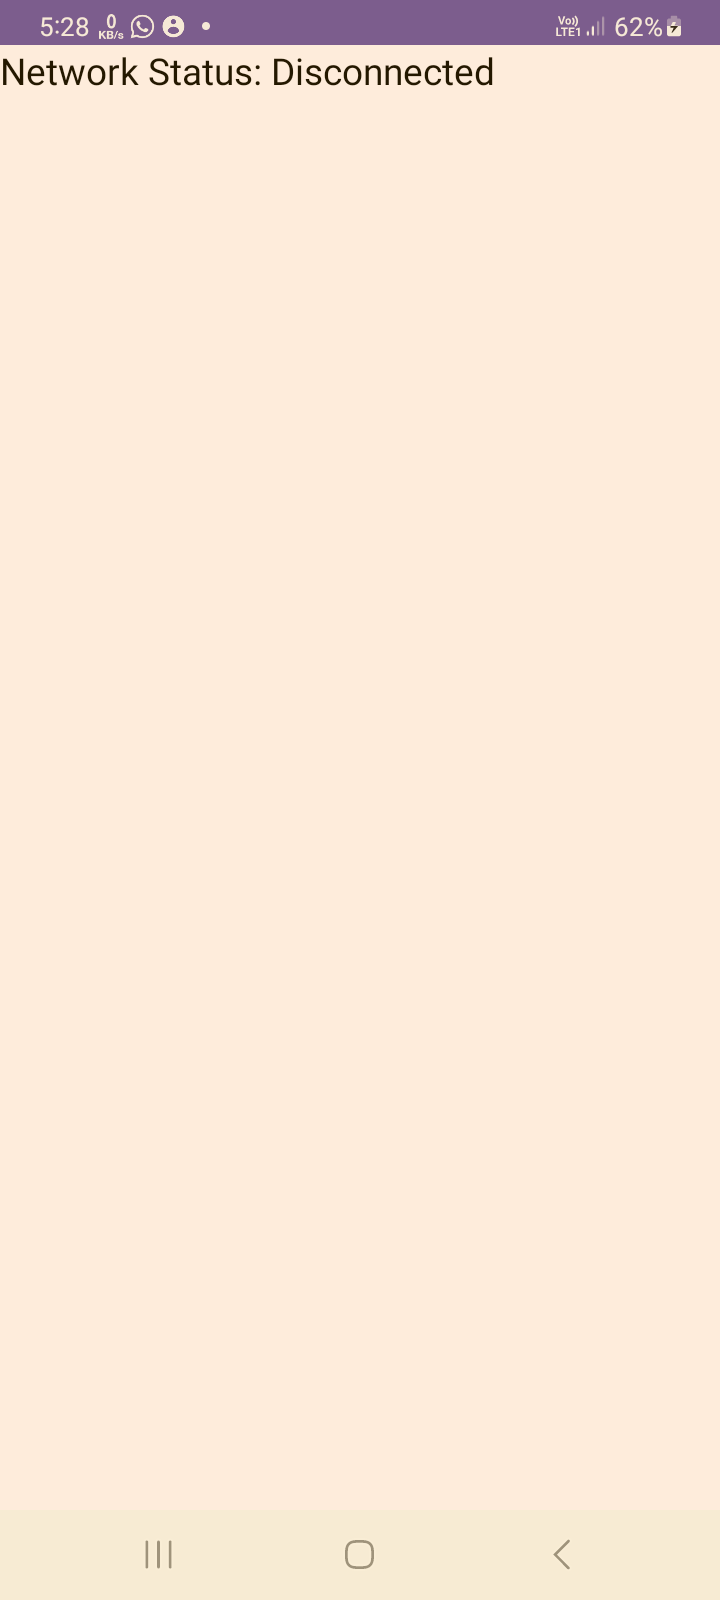 5:28 0 KB/s Vo)) LTE1 62%
Network Status: Disconnected